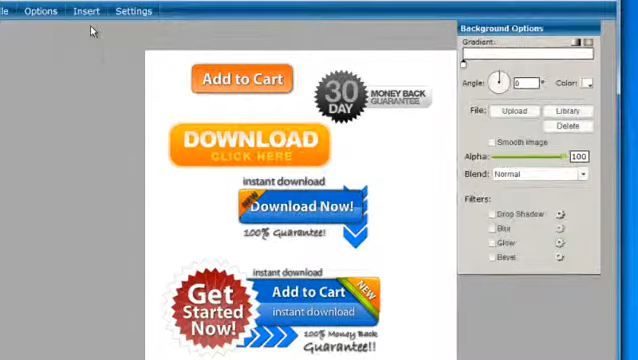 Options Insert Settings
Background Options
Gradient:
Angle: 0 Color:
File: Upload Library
Delete
Smooth image
Alpha: 100
Blend: Normal
Filters:
Drop Shadow
Blur
Glow
Bevel
Add to Cart
30 DAY
MONEY BACK
GUARANTEE
DOWNLOAD
CLICK HERE
instant download
NEW
Download Now!
100% Guarantee!
instant download
Get
Started
Now!
Add to Cart
NEW
instant download
100% Money Back
Guarantee!!